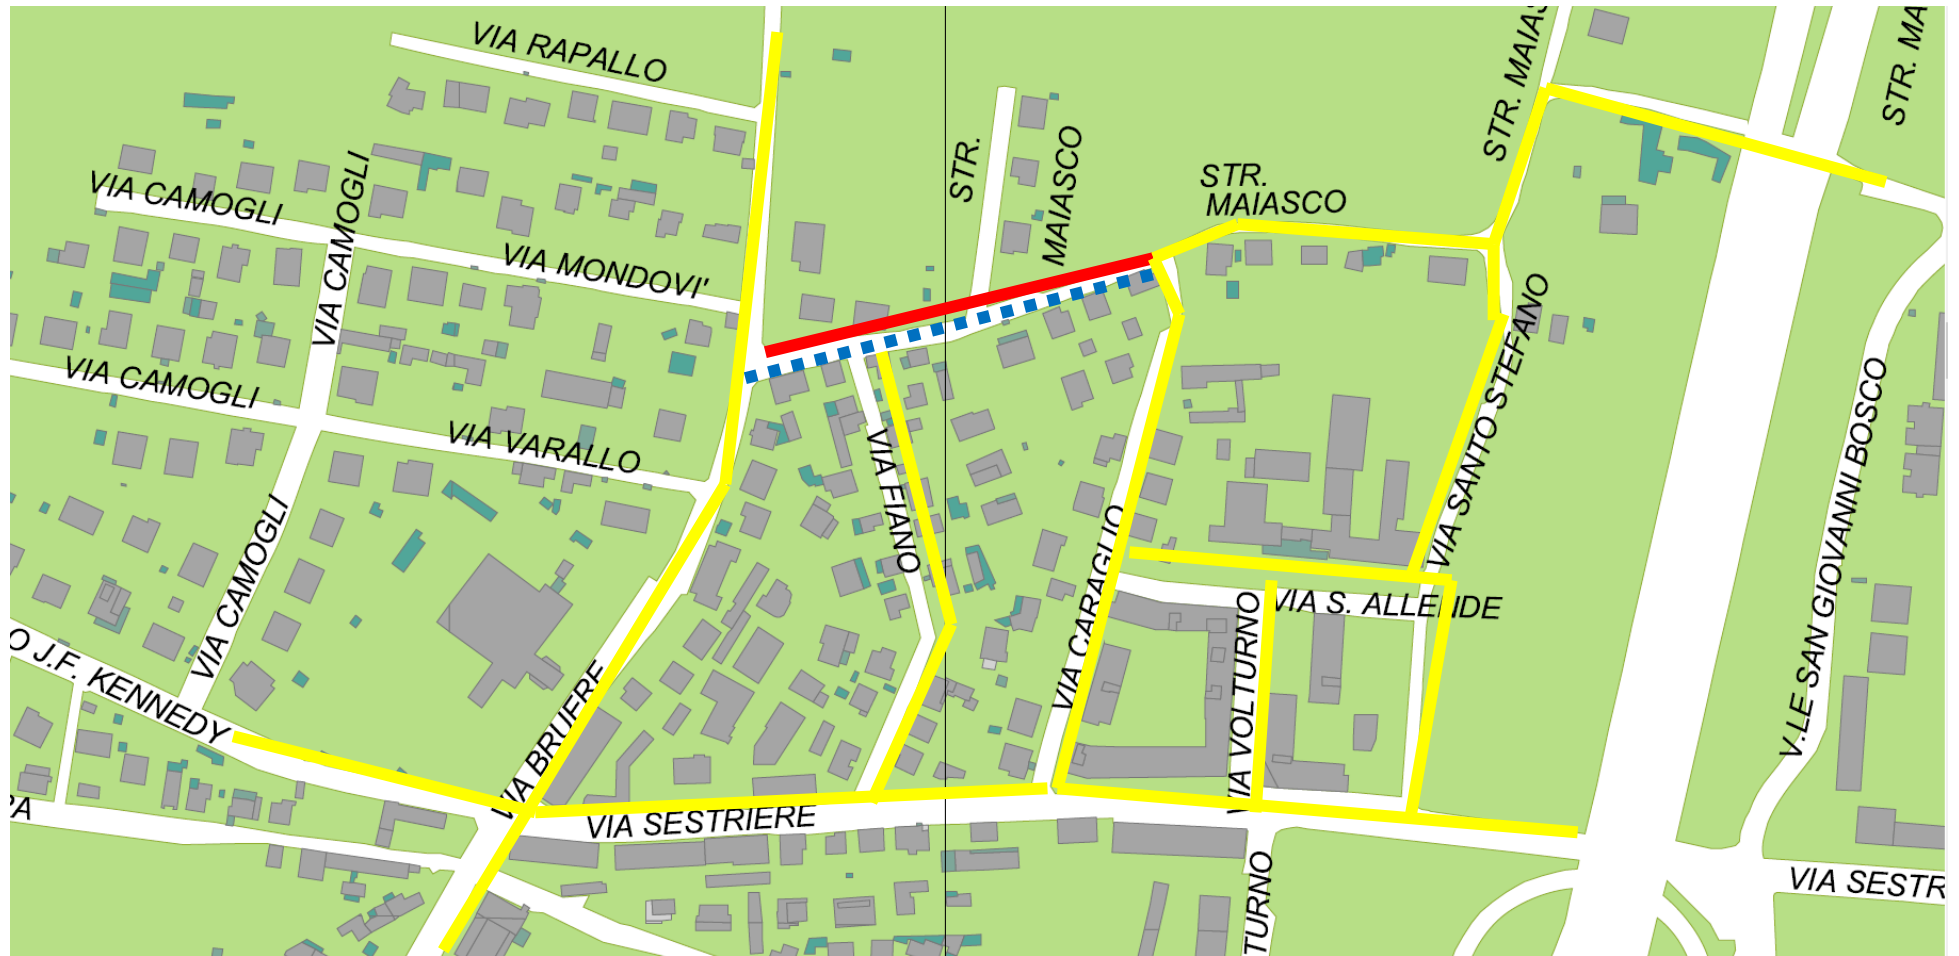 VIA RAPALLO
STR. MAIAS
STR. MA
VIA CAMOGLI
VIA CAMOGLI
STR.
MAIASCO
STR.
MAIASCO
VIA MONDOVI'
VIA CAMOGLI
VIA VARALLO
VIA FIANO
VIA SANTO STEFANO
V.LE SAN GIOVANNI BOSCO
VIA CAMOGLI
VIA CARAGLIO
VIA S. ALLENDE
VIA VOLTURNO
O J.F. KENNEDY
VIA BRUERE
PA
VIA SESTRIERE
TURNO
VIA SESTR